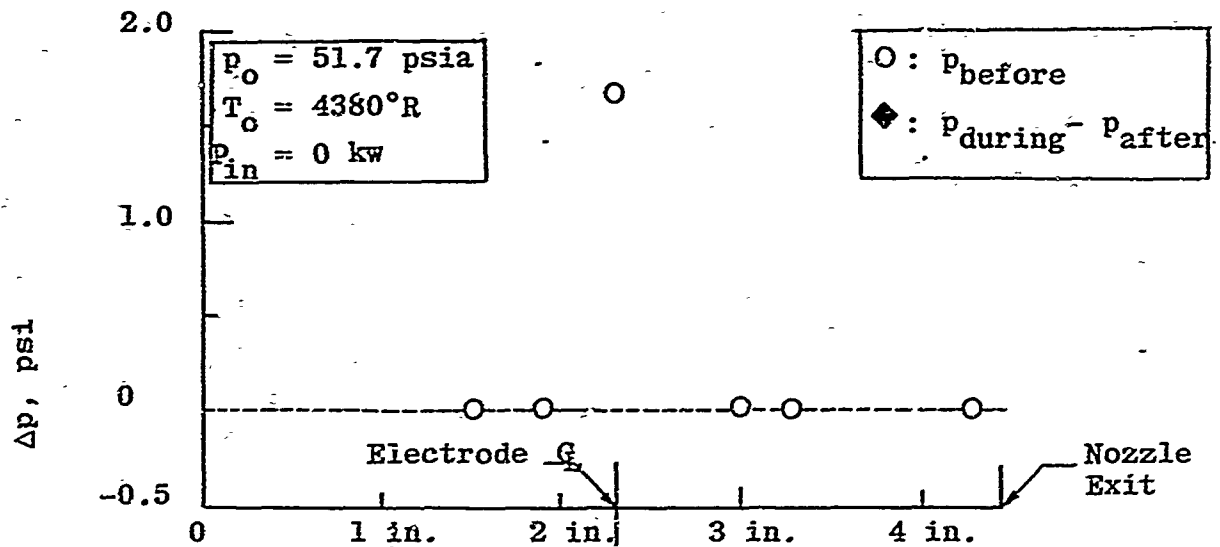 2.0
p_o = 51.7 psia
T_o = 4380°R
P_in = 0 kw
O : p_before
◆ : p_during - p_after
1.0
Δp, psi
0
Electrode ℄
Nozzle
Exit
-0.5
0 1 in. 2 in. 3 in. 4 in.